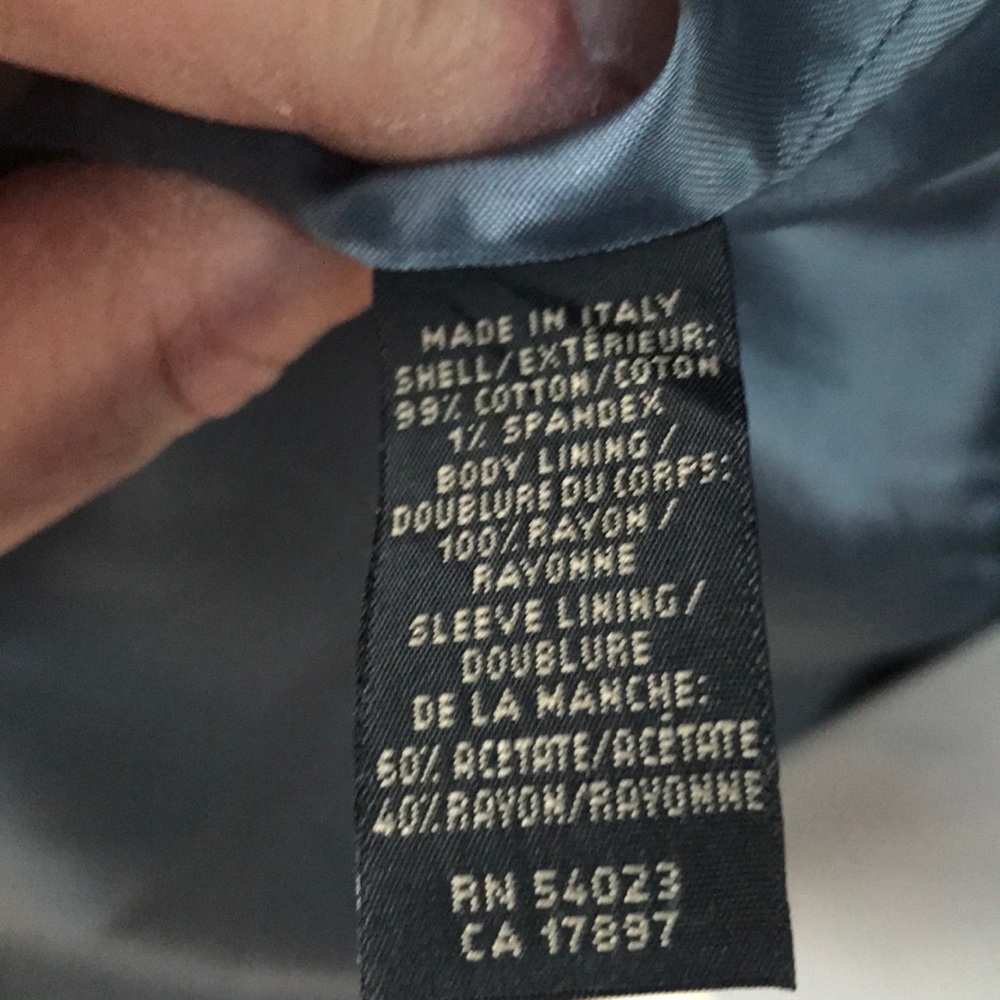 MADE IN ITALY
SHELL/EXTÉRIEUR:
99% COTTON/COTON
1% SPANDEX
BODY LINING/
DOUBLURE DU CORPS:
100% RAYON/
RAYONNE
SLEEVE LINING/
DOUBLURE
DE LA MANCHE:
60% ACETATE/ACÉTATE
40% RAYON/RAYONNE
RN 54023
CA 17897